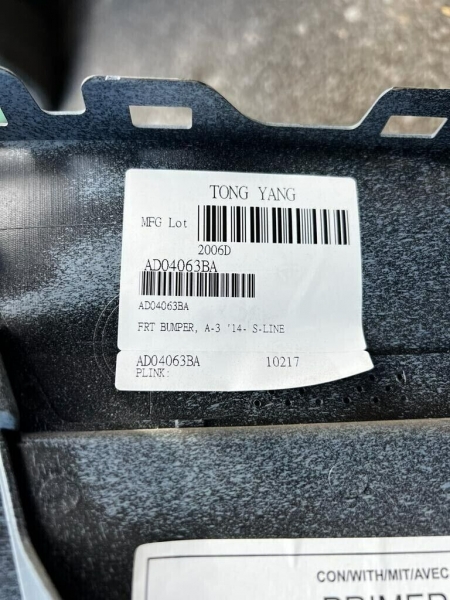 TONG YANG
MFG Lot
2006D
AD04063BA
AD04063BA
FRT BUMPER, A-3 '14- S-LINE
AD04063BA 10217
PLINK:
CON/WITH/MIT/AVEC
PRIMER